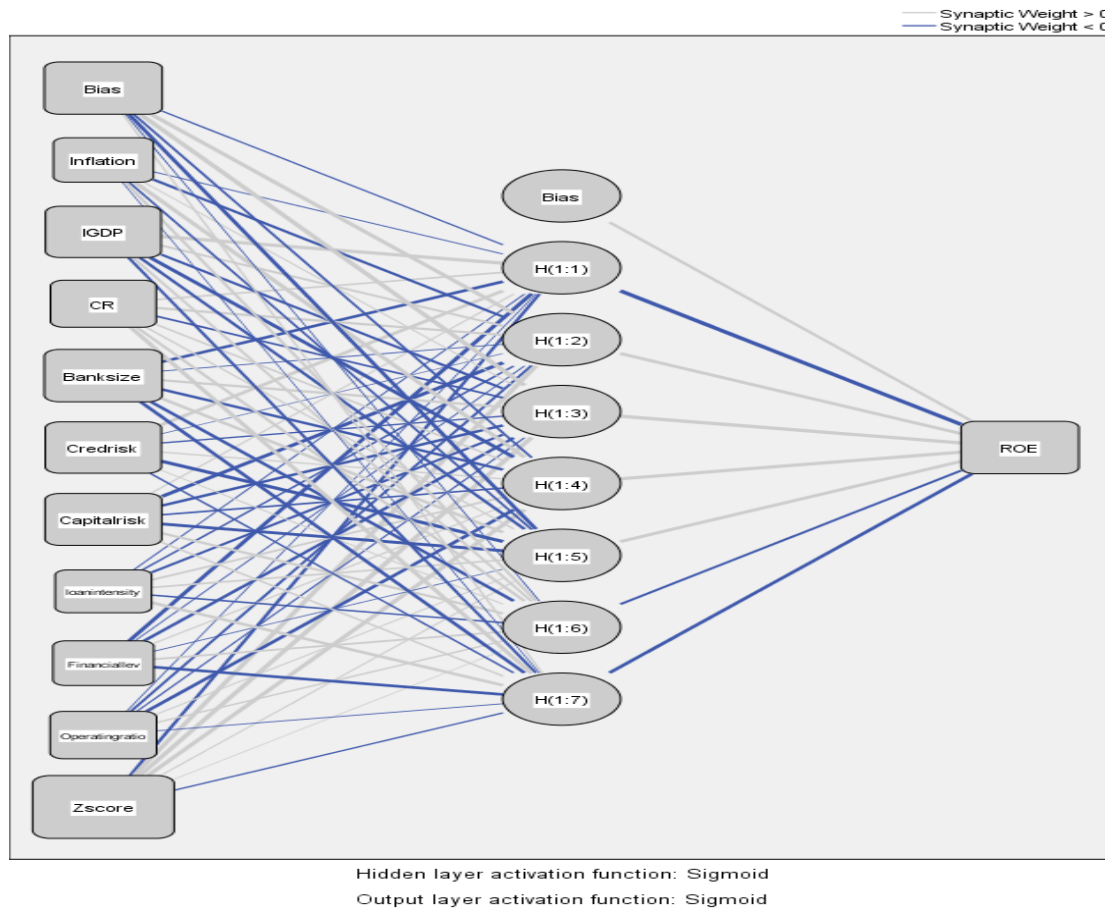 Synaptic Weight > 0
Synaptic Weight < 0
Bias
Inflation
IGDP
CR
Banksize
Credrisk
Capitalrisk
loanintensity
Financiallev
Operatingratio
Zscore
Bias
H(1:1)
H(1:2)
H(1:3)
H(1:4)
H(1:5)
H(1:6)
H(1:7)
ROE
Hidden layer activation function: Sigmoid
Output layer activation function: Sigmoid